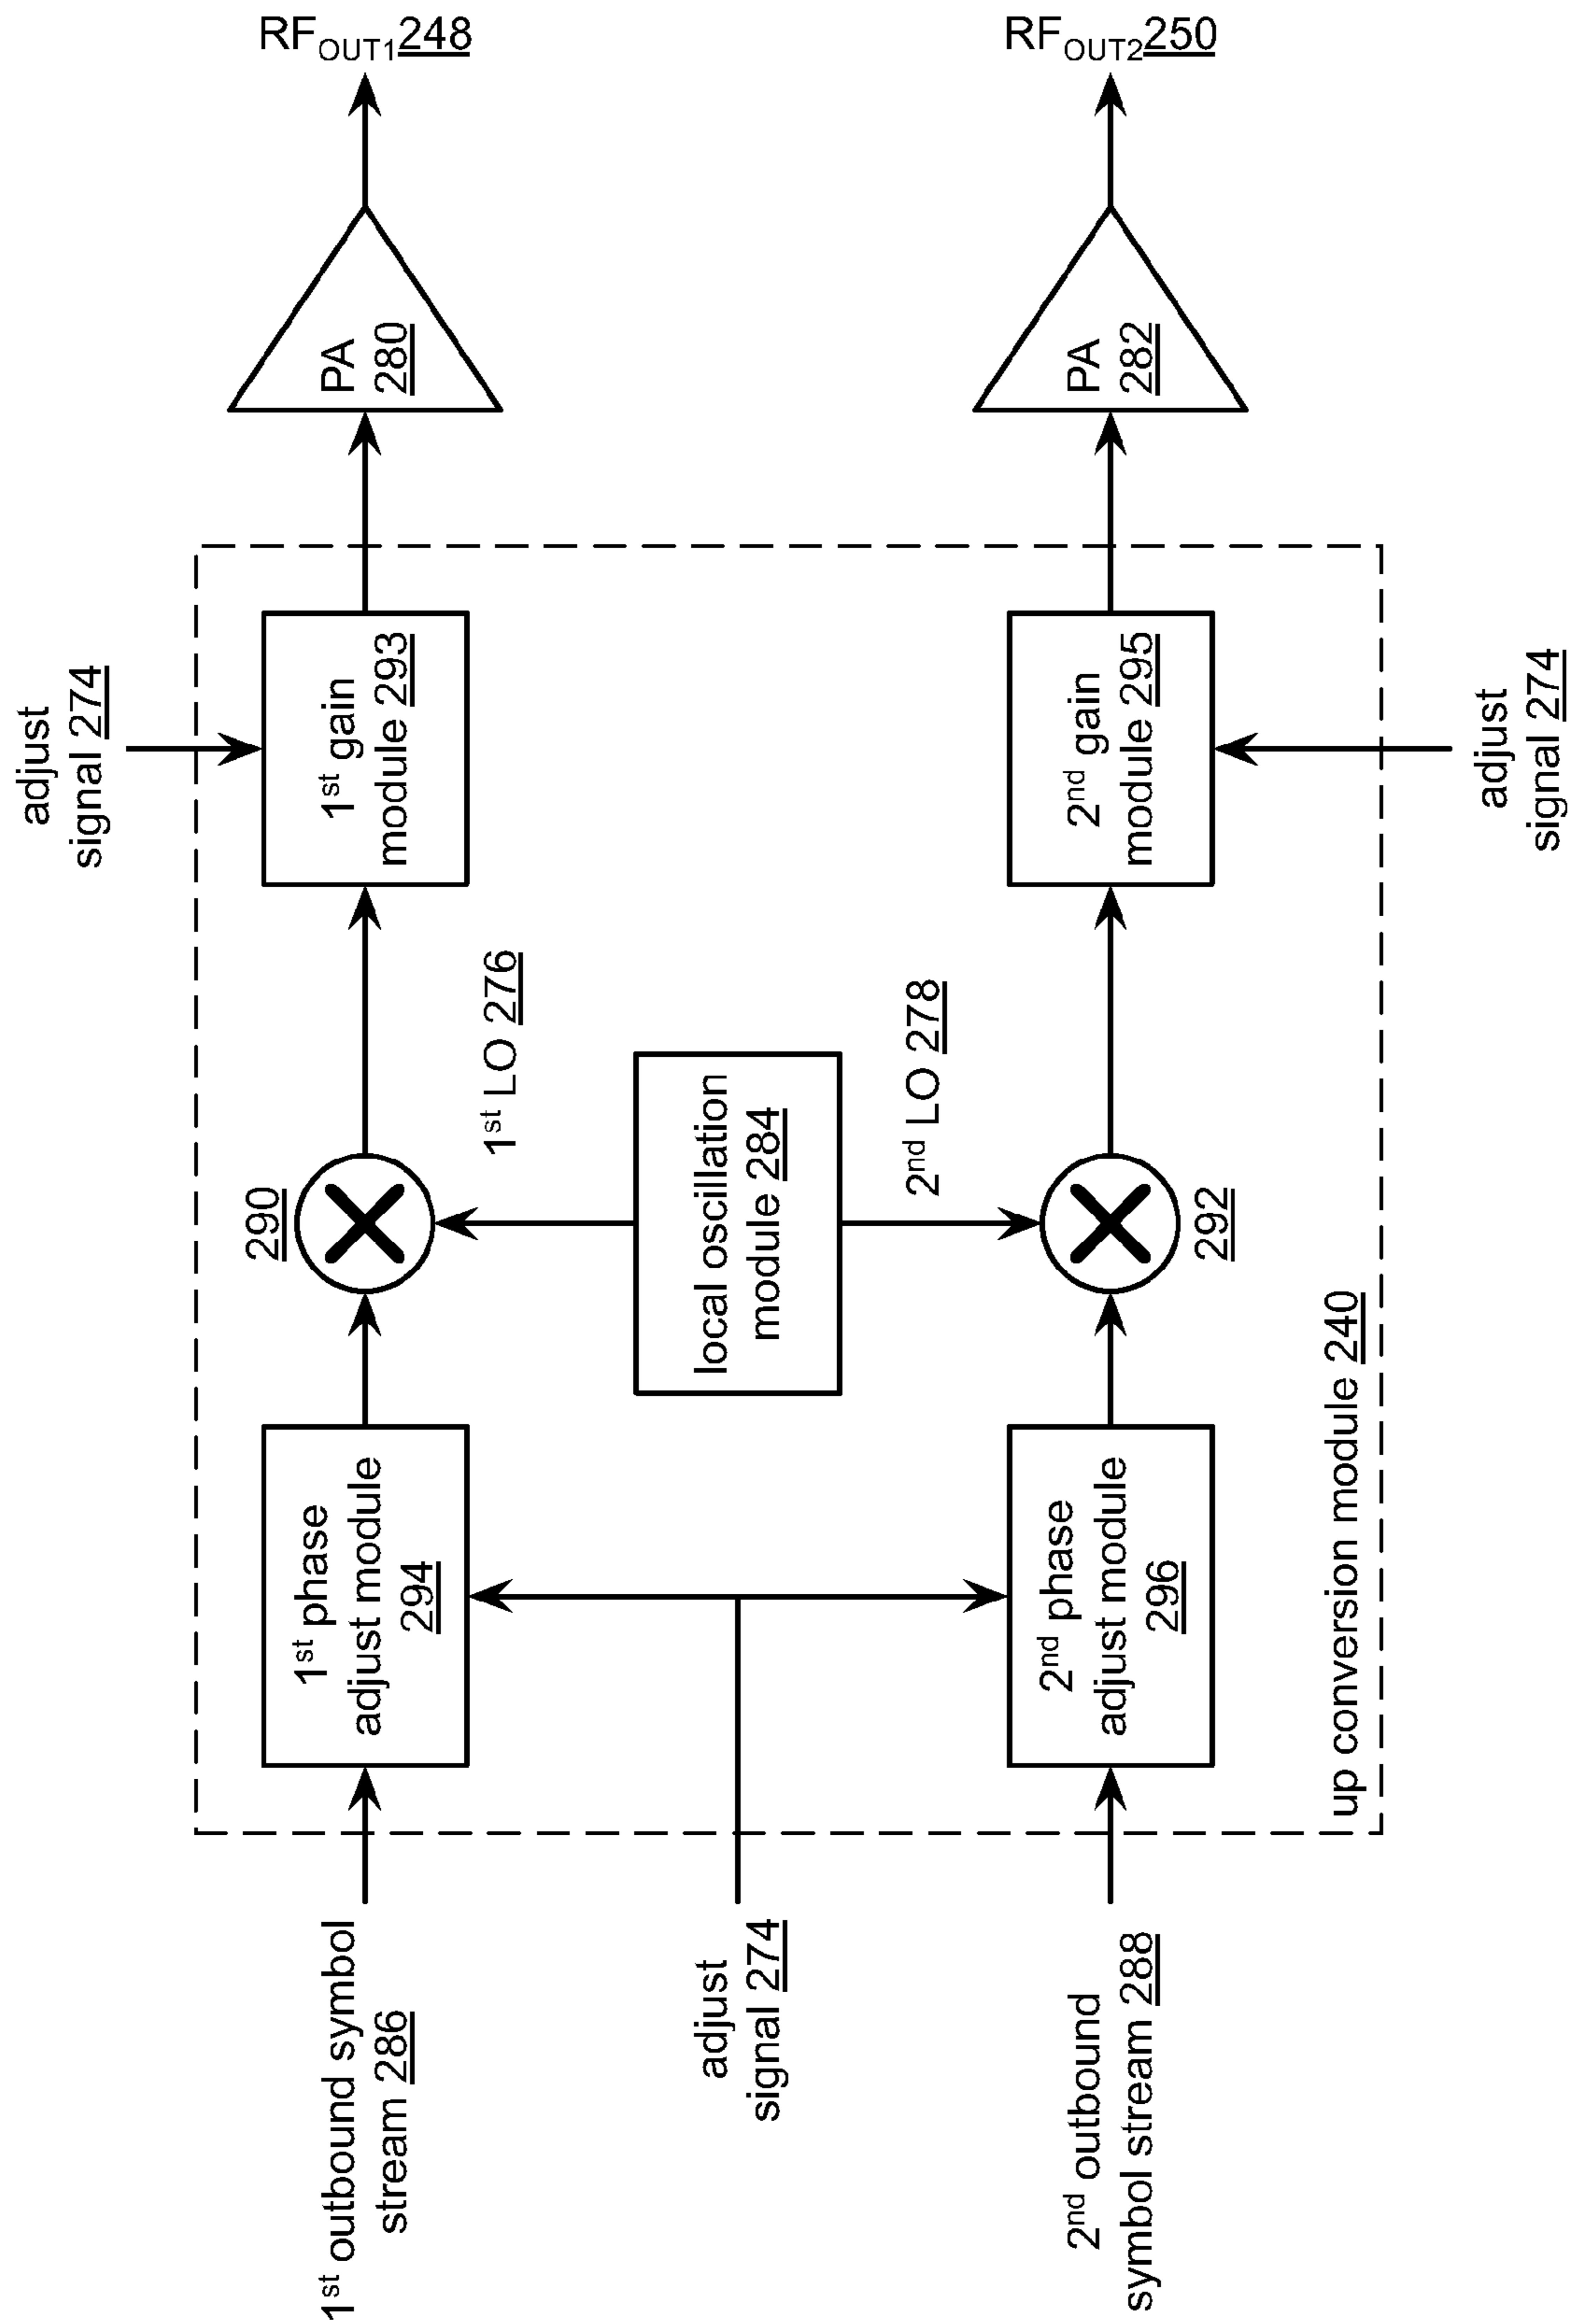 1st outbound symbol
stream 286
adjust
signal 274
2nd outbound
symbol stream 288
1st phase
adjust module
294
2nd phase
adjust module
296
up conversion module 240
290
local oscillation
module 284
292
1st LO 276
2nd LO 278
adjust
signal 274
1st gain
module 293
2nd gain
module 295
adjust
signal 274
PA
280
PA
282
RFOUT1 248
RFOUT2 250